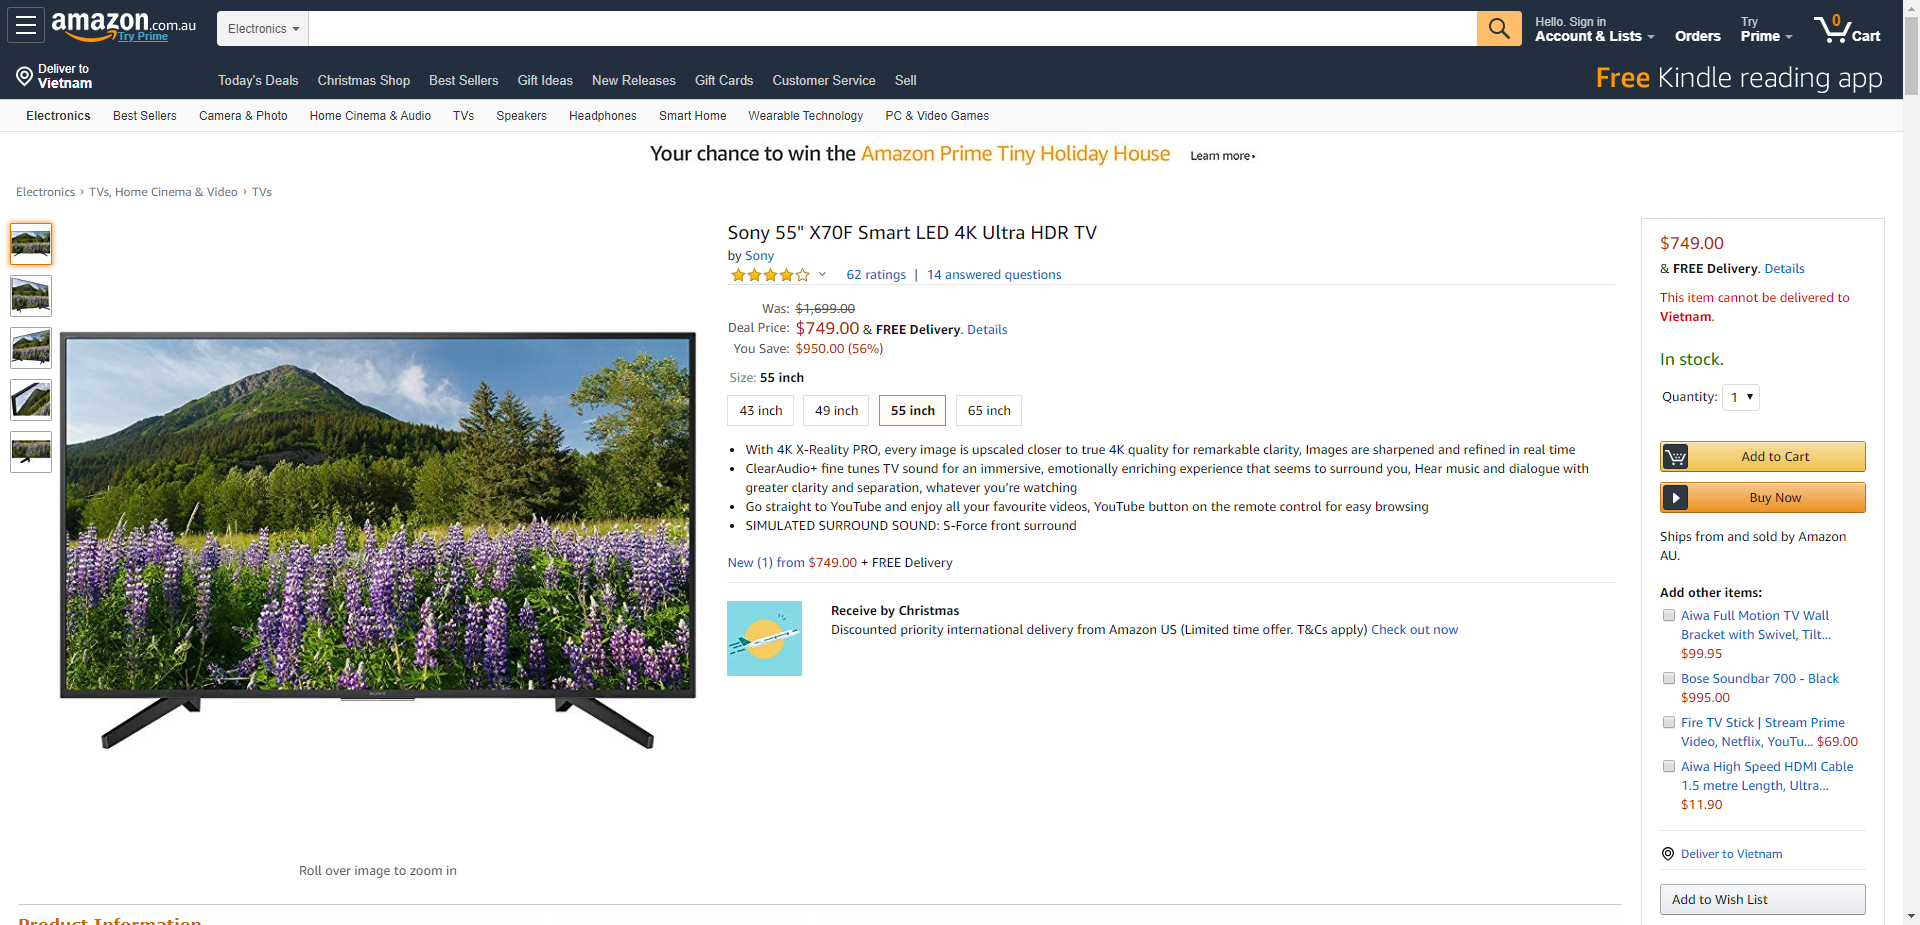 amazon.com.au
Try Prime
Electronics
Hello. Sign in
Account & Lists
Orders
Try
Prime
0
Cart
Deliver to
Vietnam
Today's Deals Christmas Shop Best Sellers Gift Ideas New Releases Gift Cards Customer Service Sell
Free Kindle reading app
Electronics Best Sellers Camera & Photo Home Cinema & Audio TVs Speakers Headphones Smart Home Wearable Technology PC & Video Games
Your chance to win the Amazon Prime Tiny Holiday House Learn more
Electronics › TVs, Home Cinema & Video › TVs
SONY
Roll over image to zoom in
Sony 55" X70F Smart LED 4K Ultra HDR TV
by Sony
62 ratings | 14 answered questions
Was: $1,699.00
Deal Price: $749.00 & FREE Delivery. Details
You Save: $950.00 (56%)
Size: 55 inch
43 inch 49 inch 55 inch 65 inch
• With 4K X-Reality PRO, every image is upscaled closer to true 4K quality for remarkable clarity, Images are sharpened and refined in real time
• ClearAudio+ fine tunes TV sound for an immersive, emotionally enriching experience that seems to surround you, Hear music and dialogue with
greater clarity and separation, whatever you’re watching
• Go straight to YouTube and enjoy all your favourite videos, YouTube button on the remote control for easy browsing
• SIMULATED SURROUND SOUND: S-Force front surround
New (1) from $749.00 + FREE Delivery
Receive by Christmas
Discounted priority international delivery from Amazon US (Limited time offer. T&Cs apply) Check out now
$749.00
& FREE Delivery. Details
This item cannot be delivered to
Vietnam.
In stock.
Quantity: 1
Add to Cart
Buy Now
Ships from and sold by Amazon
AU.
Add other items:
Aiwa Full Motion TV Wall
Bracket with Swivel, Tilt...
$99.95
Bose Soundbar 700 - Black
$995.00
Fire TV Stick | Stream Prime
Video, Netflix, YouTu... $69.00
Aiwa High Speed HDMI Cable
1.5 metre Length, Ultra...
$11.90
Deliver to Vietnam
Add to Wish List
Product Information